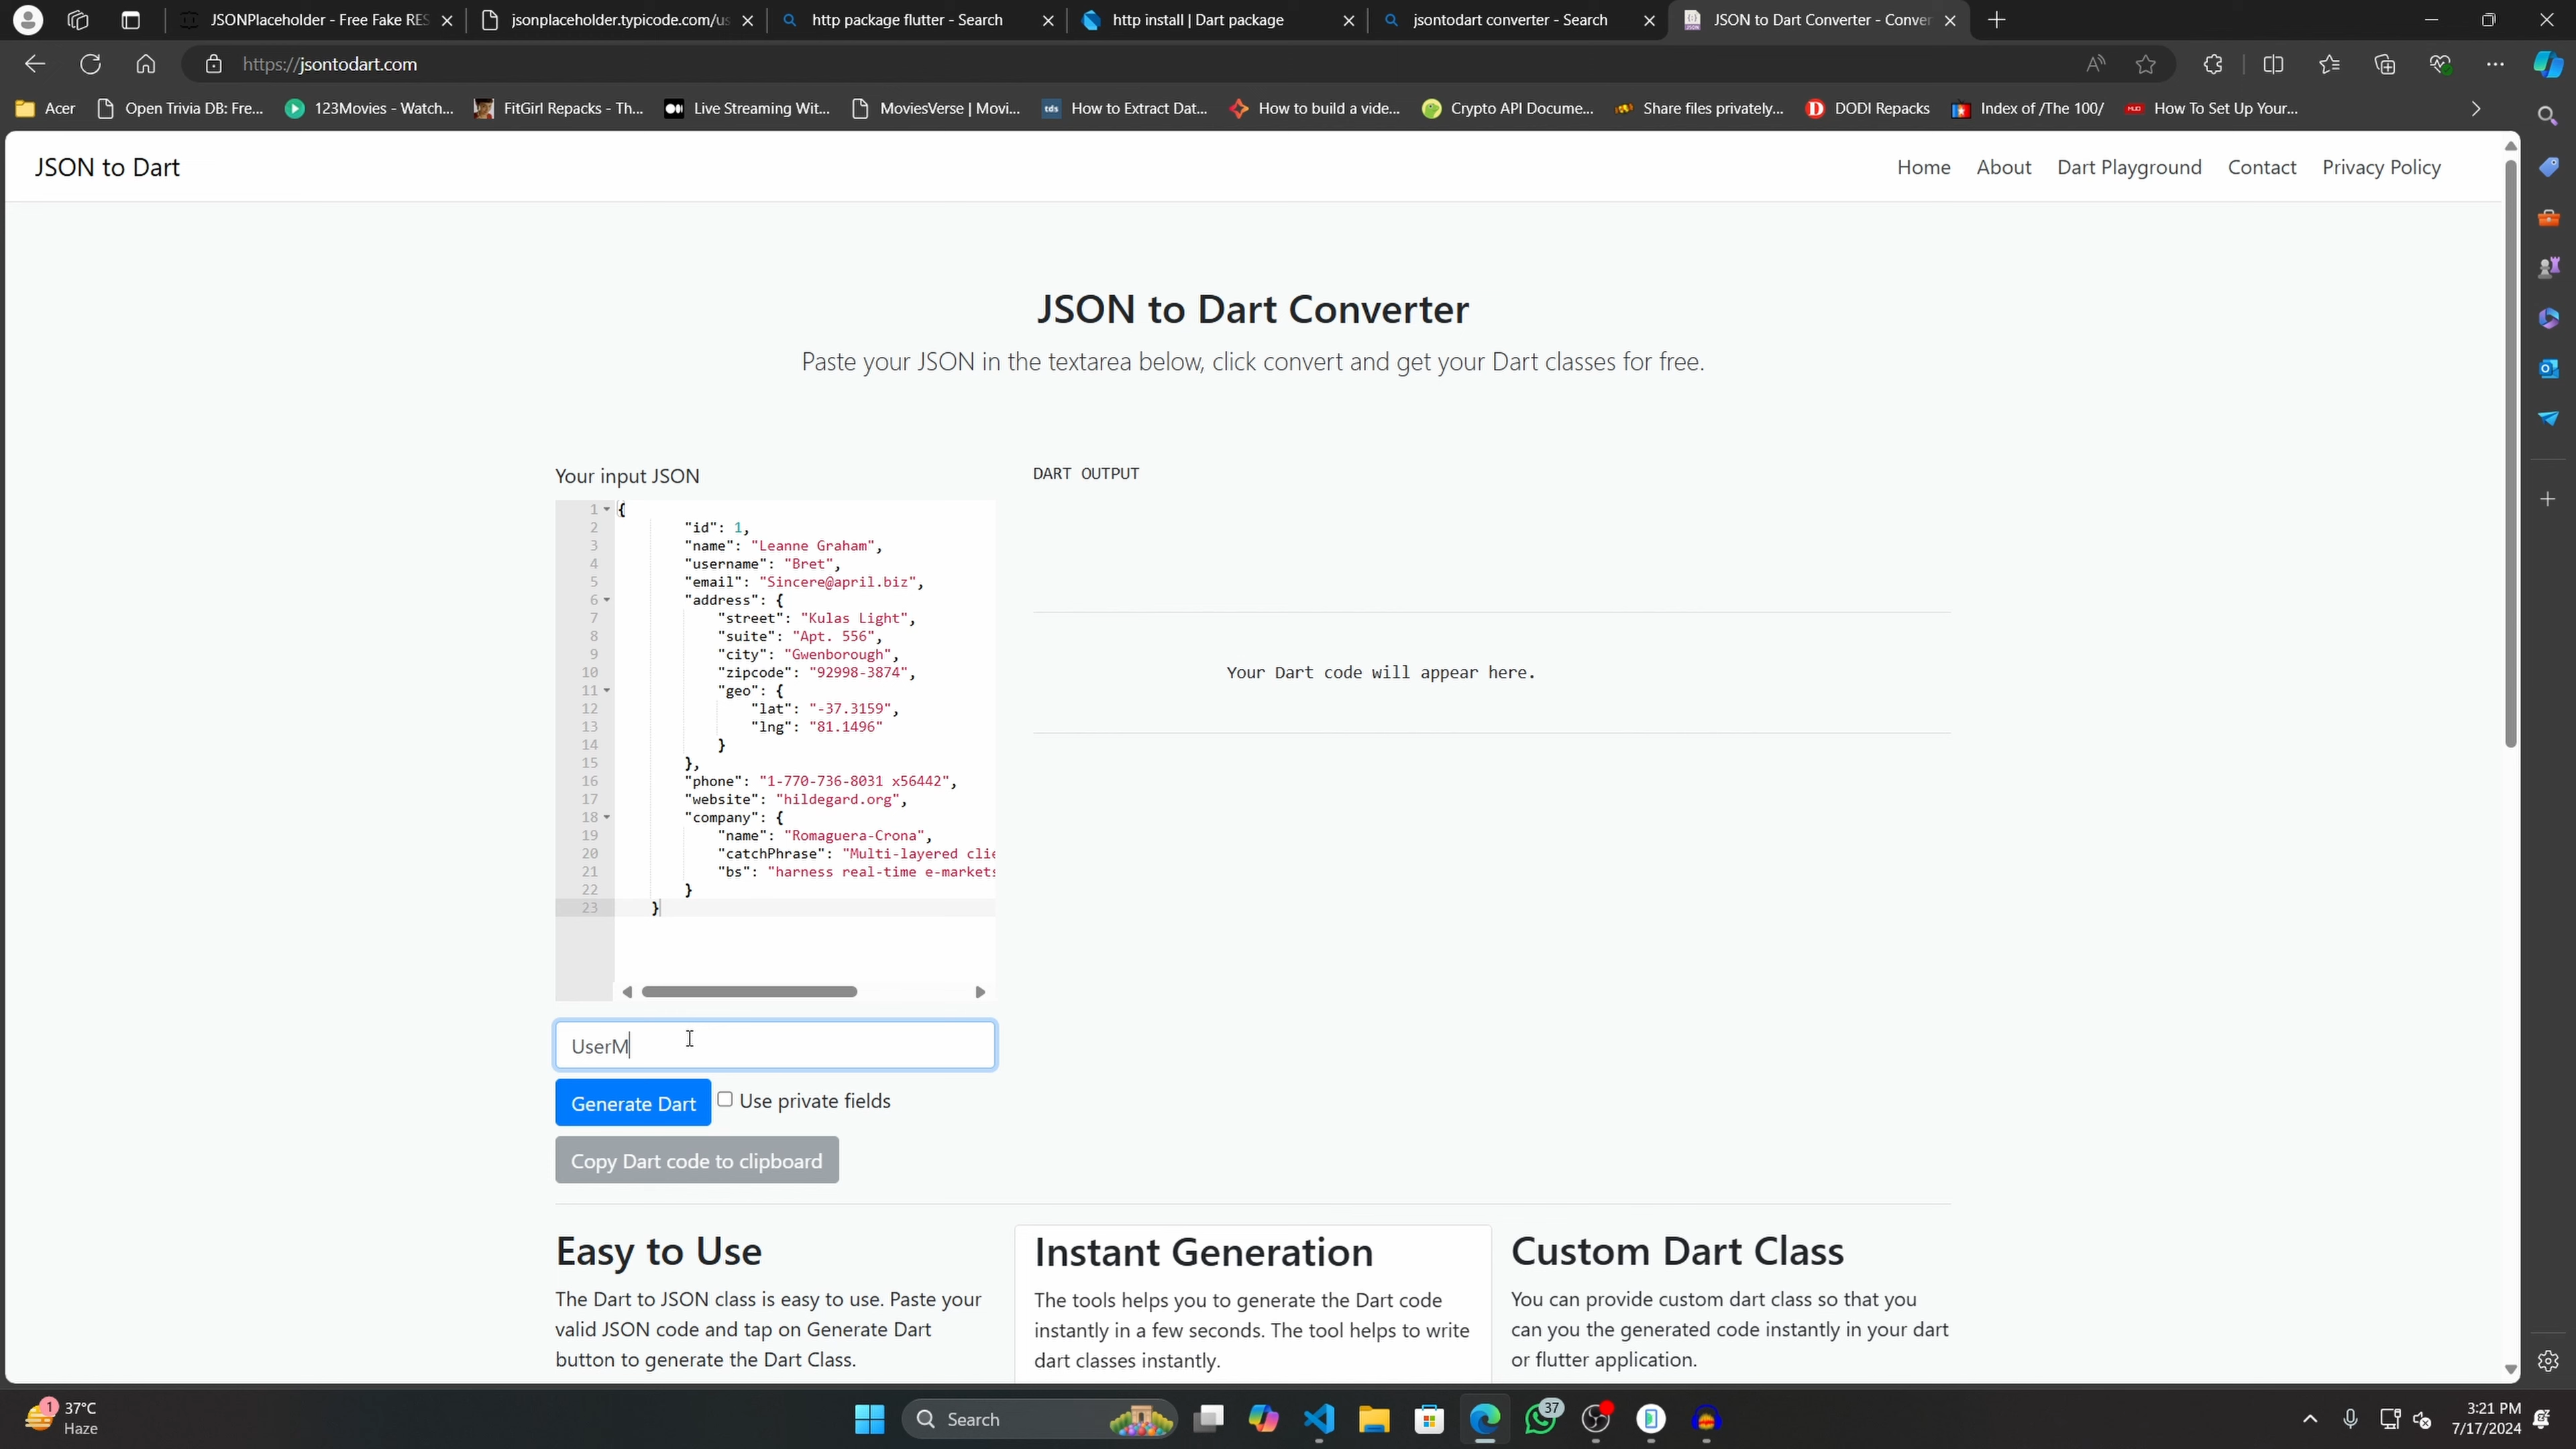 JSONPlaceholder - Free Fake RES
jsonplaceholder.typicode.com/us
http package flutter - Search
http install | Dart package
jsontodart converter - Search
JSON to Dart Converter - Conver
https://jsontodart.com
Acer
Open Trivia DB: Fre...
123Movies - Watch...
FitGirl Repacks - Th...
Live Streaming Wit...
MoviesVerse | Movi...
tds
How to Extract Dat...
How to build a vide...
Crypto API Docume...
Share files privately...
DODI Repacks
Index of /The 100/
How To Set Up Your...
JSON to Dart
Home
About
Dart Playground
Contact
Privacy Policy
JSON to Dart Converter
Paste your JSON in the textarea below, click convert and get your Dart classes for free.
Your input JSON
1 {
2 "id": 1,
3 "name": "Leanne Graham",
4 "username": "Bret",
5 "email": "Sincere@april.biz",
6 "address": {
7 "street": "Kulas Light",
8 "suite": "Apt. 556",
9 "city": "Gwenborough",
10 "zipcode": "92998-3874",
11 "geo": {
12 "lat": "-37.3159",
13 "lng": "81.1496"
14 }
15 },
16 "phone": "1-770-736-8031 x56442",
17 "website": "hildegard.org",
18 "company": {
19 "name": "Romaguera-Crona",
20 "catchPhrase": "Multi-layered clie
21 "bs": "harness real-time e-markets
22 }
23 }
DART OUTPUT
Your Dart code will appear here.
UserM
Generate Dart
Use private fields
Copy Dart code to clipboard
Easy to Use
The Dart to JSON class is easy to use. Paste your
valid JSON code and tap on Generate Dart
button to generate the Dart Class.
Instant Generation
The tools helps you to generate the Dart code
instantly in a few seconds. The tool helps to write
dart classes instantly.
Custom Dart Class
You can provide custom dart class so that you
can you the generated code instantly in your dart
or flutter application.
1
37°C
Haze
Search
37
3:21 PM
7/17/2024